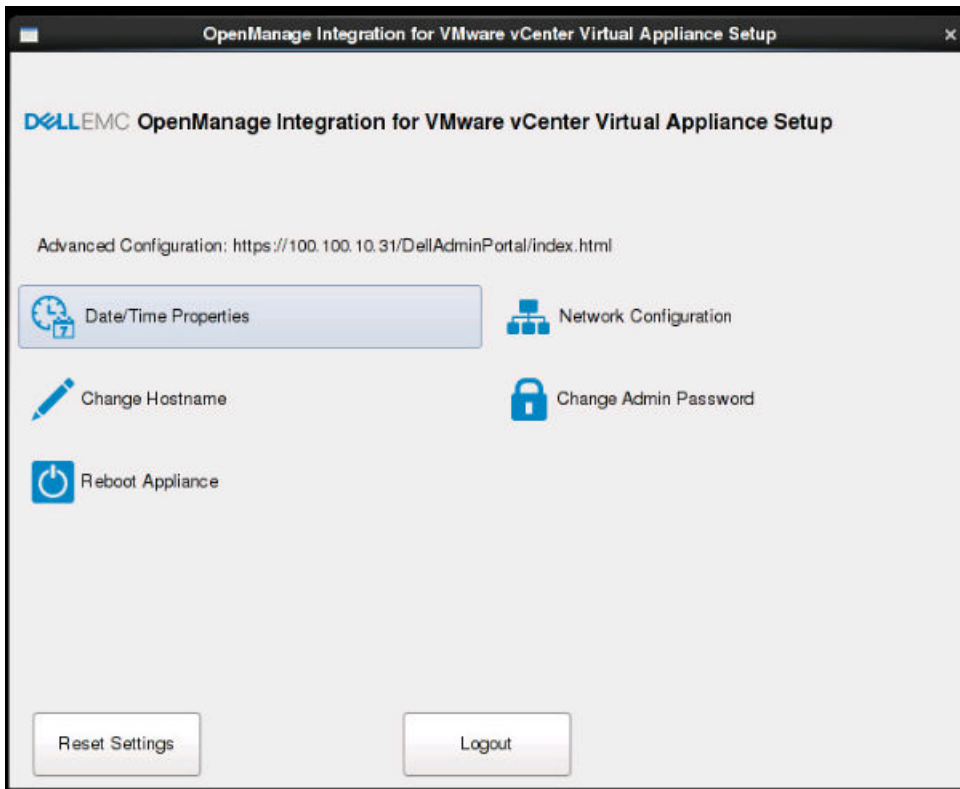 OpenManage Integration for VMware vCenter Virtual Appliance Setup
DELLEMC OpenManage Integration for VMware vCenter Virtual Appliance Setup
Advanced Configuration: https://100.100.10.31/DellAdminPortal/index.html
7 Date/Time Properties
Network Configuration
Change Hostname
Change Admin Password
Reboot Appliance
Reset Settings
Logout